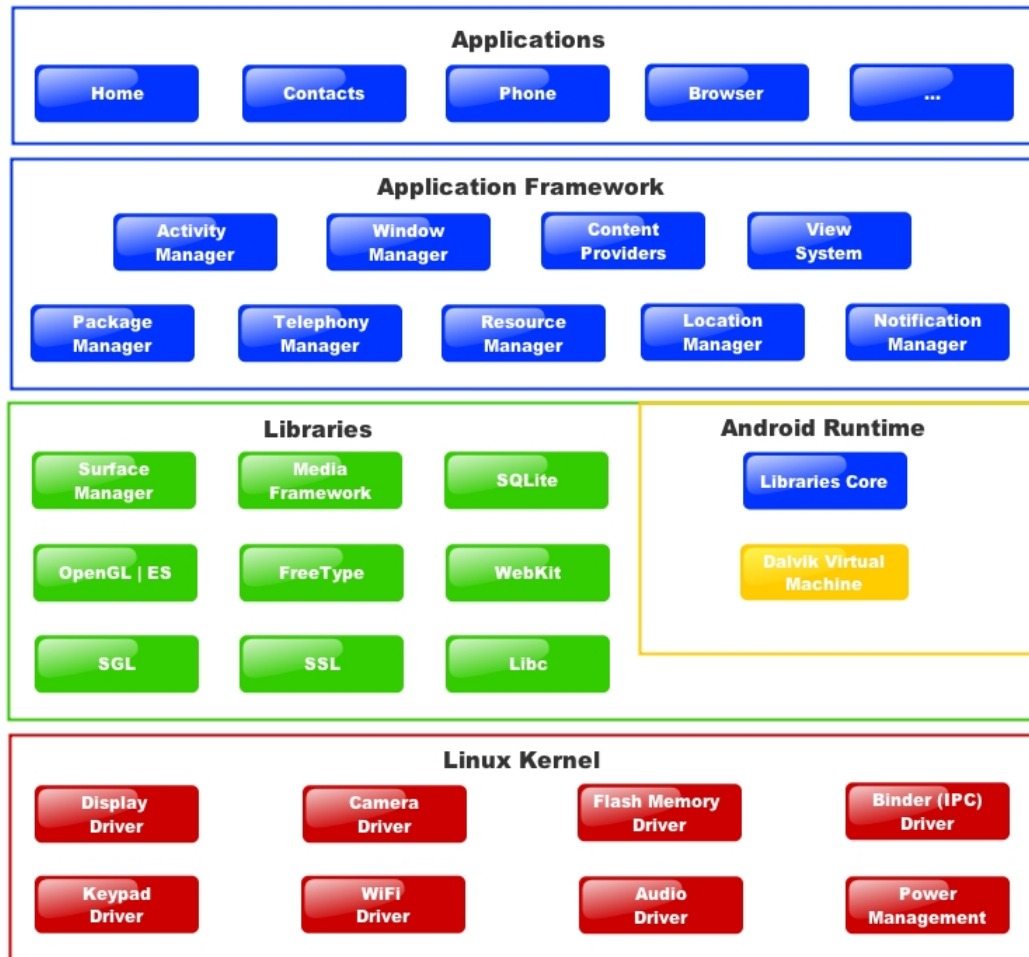 Applications
Home
Contacts
Phone
Browser
...
Application Framework
Activity
Manager
Window
Manager
Content
Providers
View
System
Package
Manager
Telephony
Manager
Resource
Manager
Location
Manager
Notification
Manager
Libraries
Surface
Manager
Media
Framework
SQLite
OpenGL | ES
FreeType
WebKit
SGL
SSL
Libc
Android Runtime
Libraries Core
Dalvik Virtual
Machine
Linux Kernel
Display
Driver
Camera
Driver
Flash Memory
Driver
Binder (IPC)
Driver
Keypad
Driver
WiFi
Driver
Audio
Driver
Power
Management